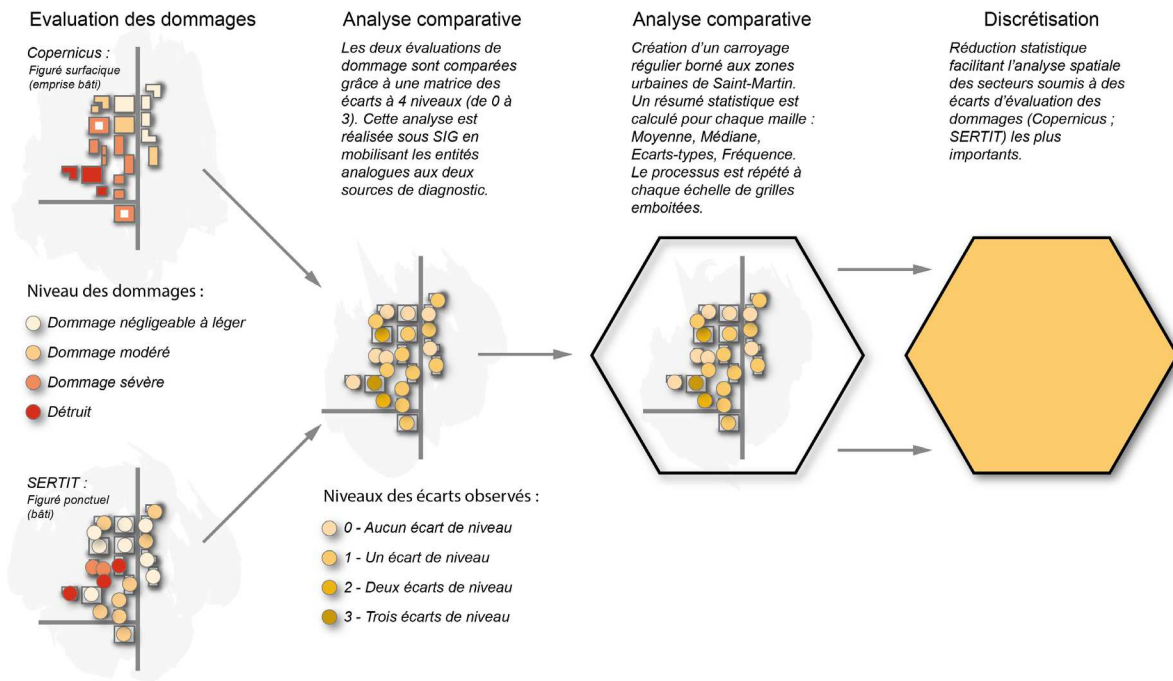 Evaluation des dommages
Copernicus :
Figuré surfacique
(emprise bâti)
Niveau des dommages :
Dommage négligeable à léger
Dommage modéré
Dommage sévère
Détruit
SERTIT :
Figuré ponctuel
(bâti)
Analyse comparative
Les deux évaluations de
dommage sont comparées
grâce à une matrice des
écarts à 4 niveaux (de 0 à
3). Cette analyse est
réalisée sous SIG en
mobilisant les entités
analogues aux deux
sources de diagnostic.
Niveaux des écarts observés :
0 - Aucun écart de niveau
1 - Un écart de niveau
2 - Deux écarts de niveau
3 - Trois écarts de niveau
Analyse comparative
Création d'un carroyage
régulier borné aux zones
urbaines de Saint-Martin.
Un résumé statistique est
calculé pour chaque maille :
Moyenne, Médiane,
Ecarts-types, Fréquence.
Le processus est répété à
chaque échelle de grilles
emboitées.
Discrétisation
Réduction statistique
facilitant l'analyse spatiale
des secteurs soumis à des
écarts d'évaluation des
dommages (Copernicus ;
SERTIT) les plus
importants.